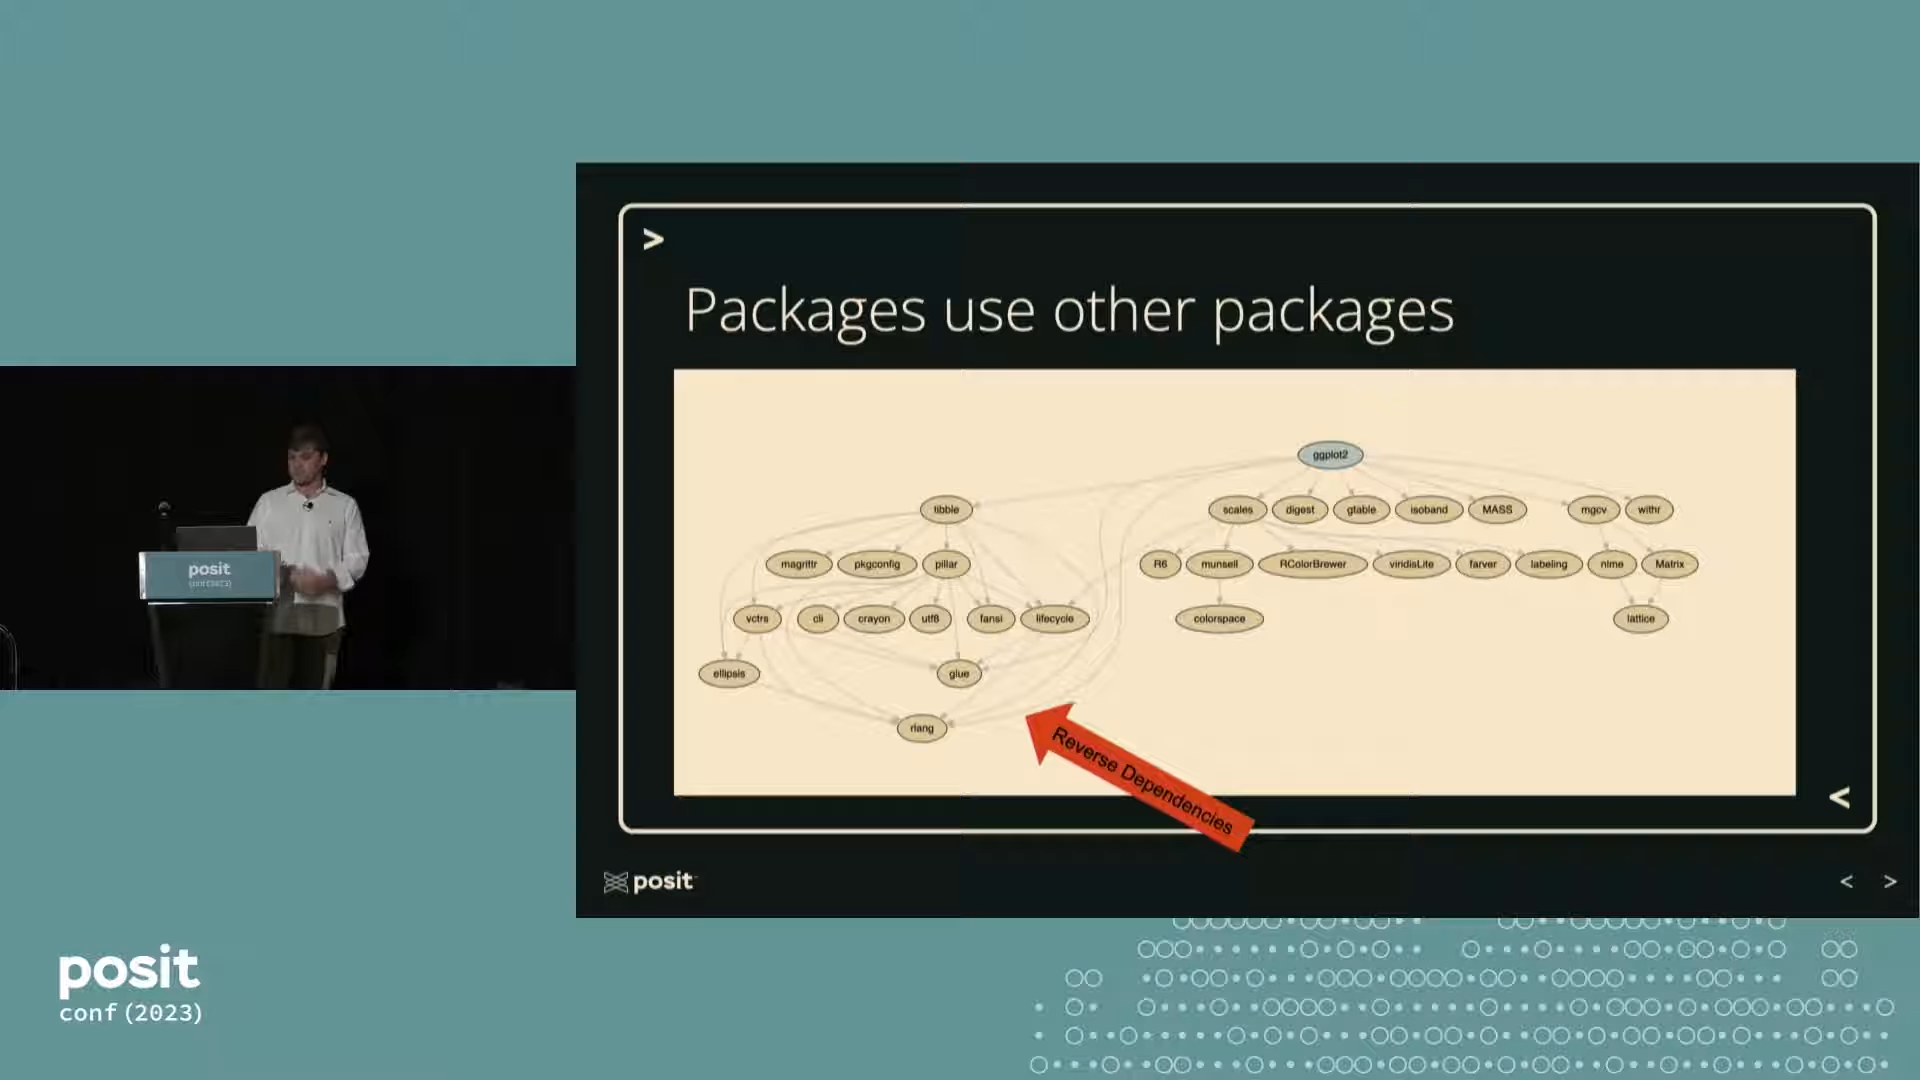 >
Packages use other packages
ggplot2
tibble
scales
digest
gtable
isoband
MASS
mgcv
withr
magrittr
pkgconfig
pillar
R6
munsell
RColorBrewer
viridisLite
farver
labeling
nlme
Matrix
vctrs
cli
crayon
utf8
fansi
lifecycle
colorspace
lattice
ellipsis
glue
rlang
Reverse Dependencies
<
posit
< >
posit
conf(2023)
posit
conf(2023)